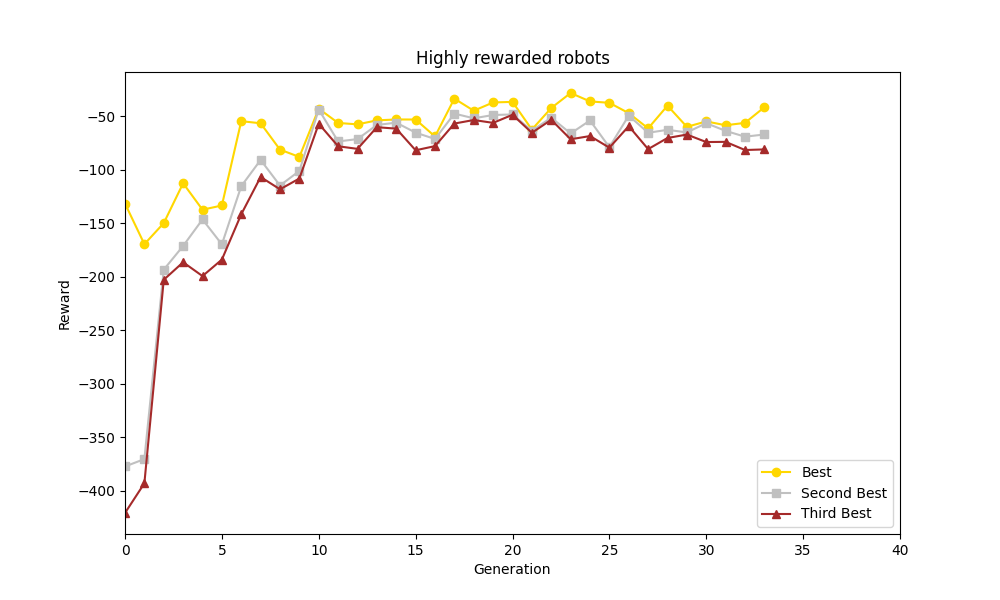 Highly rewarded robots
Reward
−50
−100
−150
−200
−250
−300
−350
−400
0 5 10 15 20 25 30 35 40
Generation
Best
Second Best
Third Best